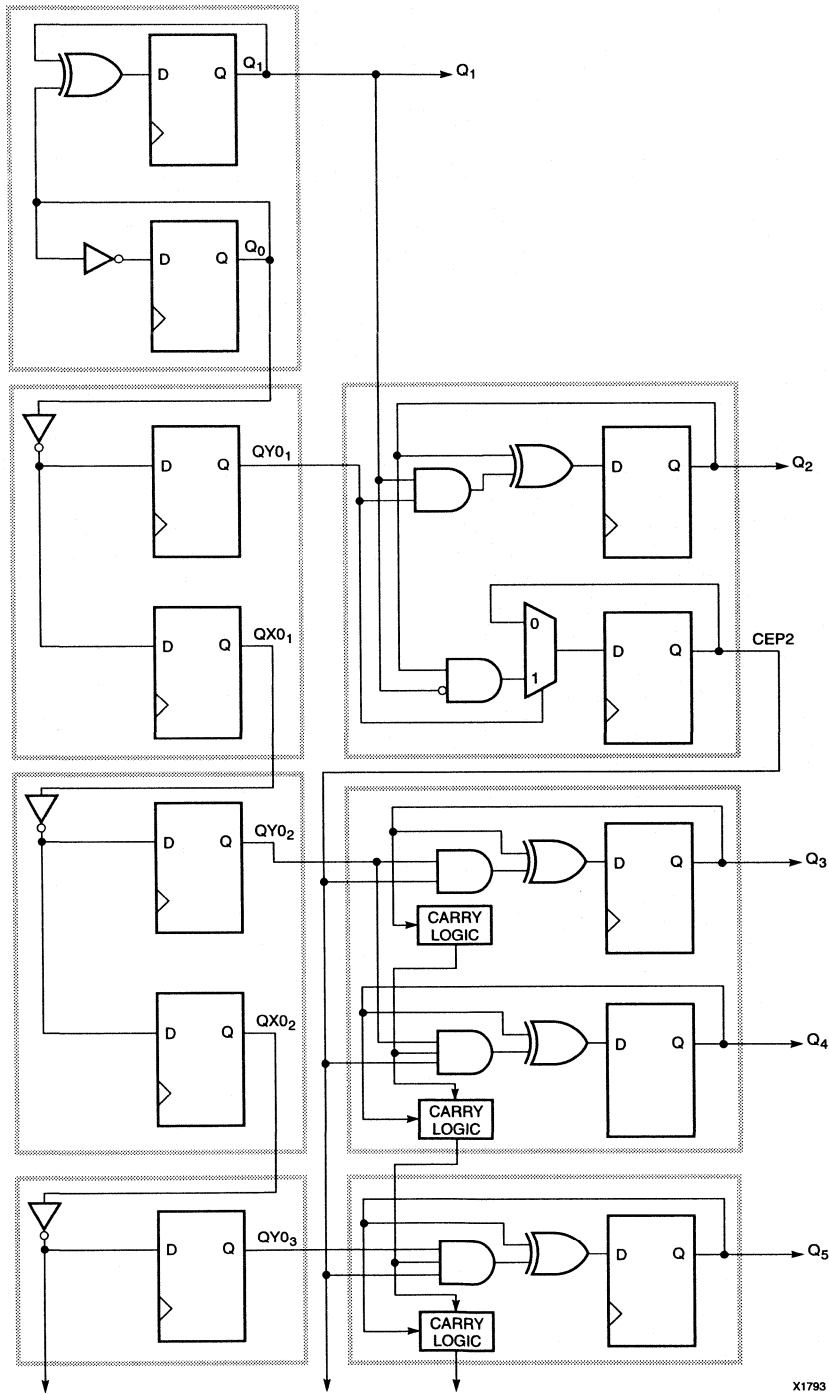 D Q Q1 Q1
D Q Q0
D Q QY01
D Q Q2
D Q QX01
0
1
D Q CEP2
D Q QY02
D Q Q3
CARRY
LOGIC
D Q QX02
D Q Q4
CARRY
LOGIC
D Q QY03
D Q Q5
CARRY
LOGIC
X1793